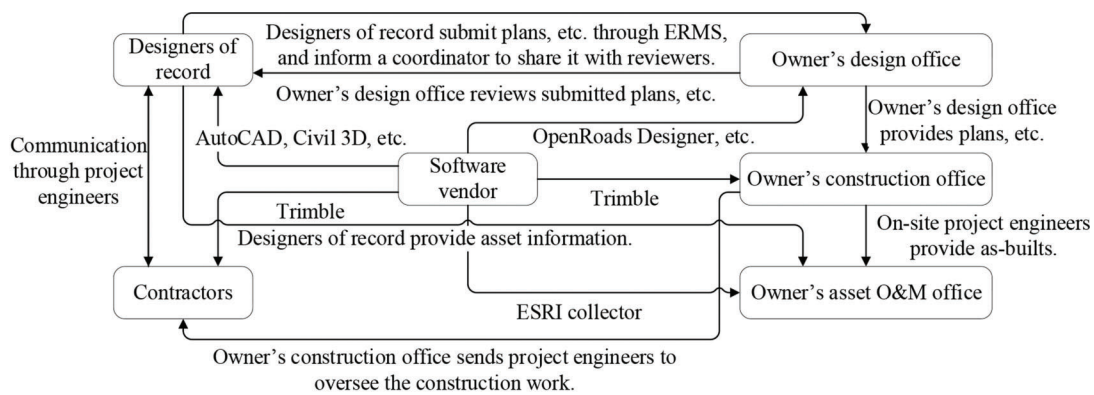 Designers of
record
Designers of record submit plans, etc. through ERMS,
and inform a coordinator to share it with reviewers.
Owner’s design office
Owner’s design office reviews submitted plans, etc.
Communication
through project
engineers
AutoCAD, Civil 3D, etc.
OpenRoads Designer, etc.
Owner’s design office
provides plans, etc.
Software
vendor
Owner’s construction office
Trimble
Trimble
Designers of record provide asset information.
On-site project engineers
provide as-builts.
Contractors
ESRI collector
Owner’s asset O&M office
Owner’s construction office sends project engineers to
oversee the construction work.